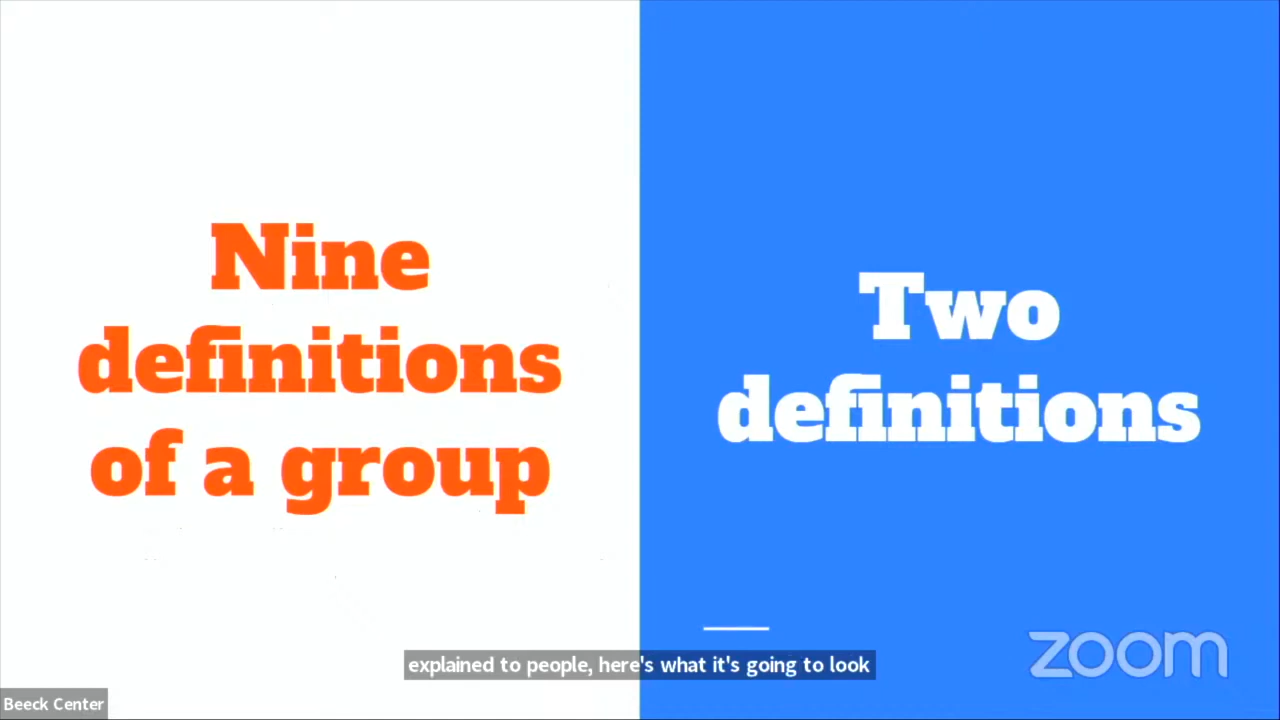 Nine
definitions
of a group
Two
definitions
zoom
explained to people, here's what it's going to look
Beeck Center